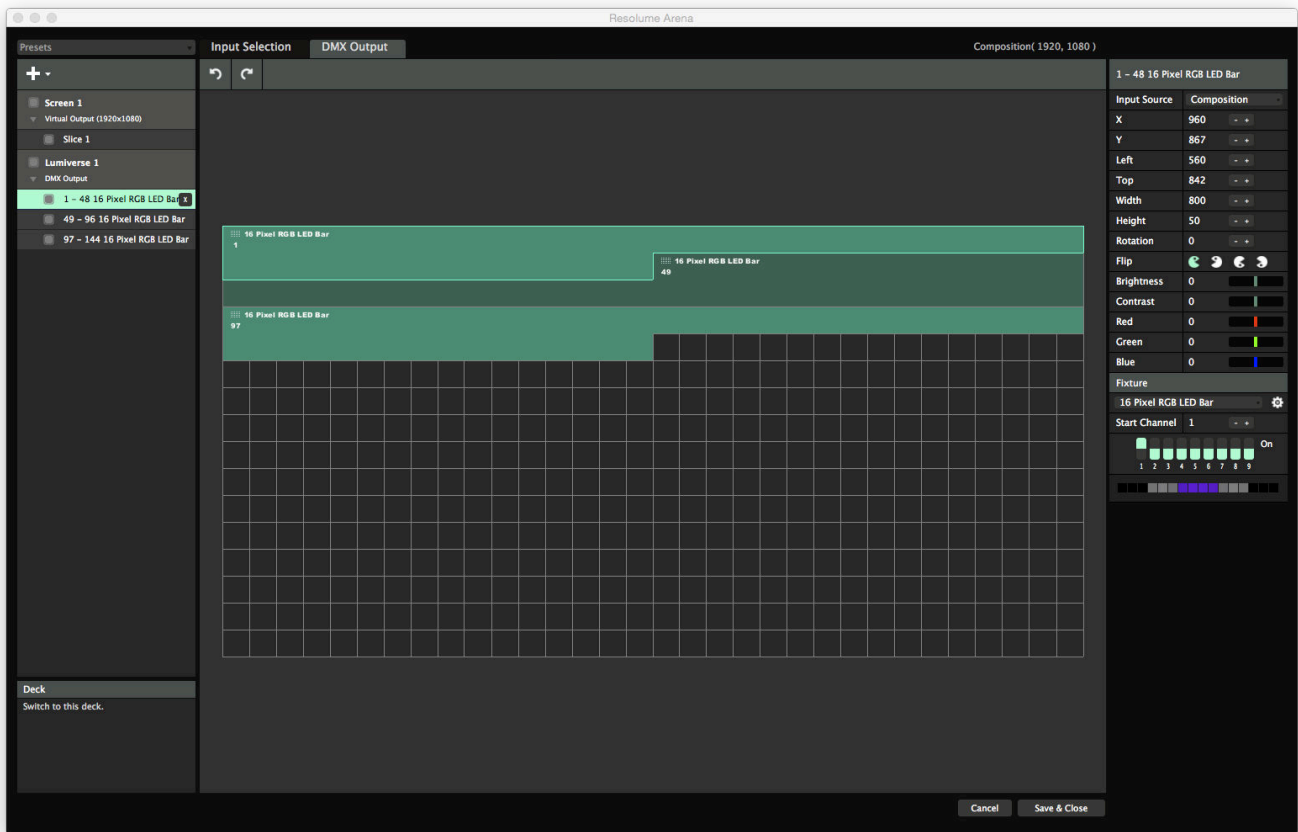 Resolume Arena
Presets
Input Selection
DMX Output
Composition( 1920, 1080 )
Screen 1
Virtual Output (1920x1080)
Slice 1
Lumiverse 1
DMX Output
1 - 48 16 Pixel RGB LED Bar x
49 - 96 16 Pixel RGB LED Bar
97 - 144 16 Pixel RGB LED Bar
Deck
Switch to this deck.
16 Pixel RGB LED Bar
1
16 Pixel RGB LED Bar
49
16 Pixel RGB LED Bar
97
1 - 48 16 Pixel RGB LED Bar
Input Source Composition
X 960 - +
Y 867 - +
Left 560 - +
Top 842 - +
Width 800 - +
Height 50 - +
Rotation 0 - +
Flip
Brightness 0
Contrast 0
Red 0
Green 0
Blue 0
Fixture
16 Pixel RGB LED Bar
Start Channel 1 - +
On
1 2 3 4 5 6 7 8 9
Cancel
Save & Close